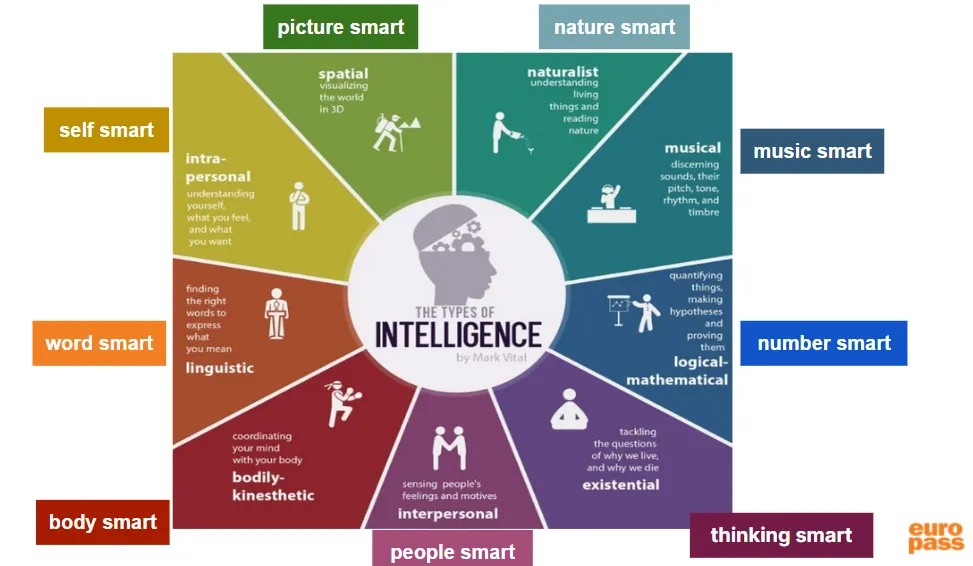 picture smart
nature smart
self smart
music smart
word smart
number smart
body smart
people smart
thinking smart
spatial
visualizing
the world
in 3D
naturalist
understanding
living
things and
reading
nature
musical
discerning
sounds, their
pitch, tone,
rhythm, and
timbre
intra-
personal
understanding
yourself,
what you feel,
and what
you want
finding
the right
words to
express
what
you mean
linguistic
quantifying
things,
making
hypotheses
and
proving
them
logical-
mathematical
THE TYPES OF
INTELLIGENCE
by Mark Vital
coordinating
your mind
with your body
bodily-
kinesthetic
sensing people's
feelings and motives
interpersonal
tackling
the questions
of why we live,
and why we die
existential
euro
pass